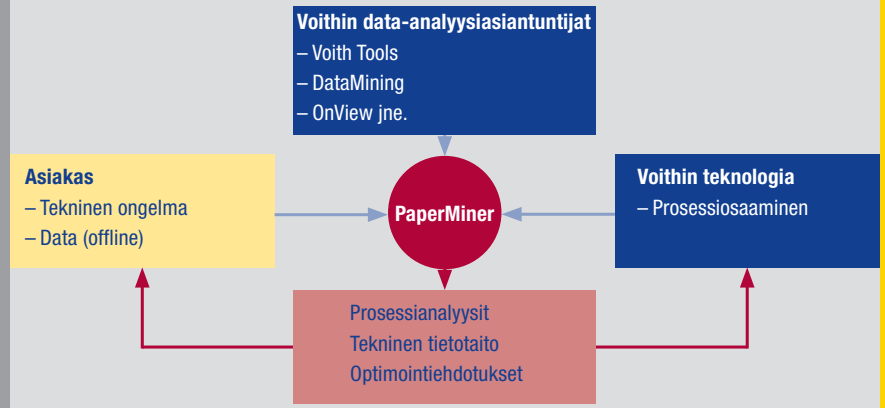 Voithin data-analyysiasiantuntijat
– Voith Tools
– DataMining
– OnView jne.
Asiakas
– Tekninen ongelma
– Data (offline)
PaperMiner
Voithin teknologia
– Prosessiosaaminen
Prosessianalyysit
Tekninen tietotaito
Optimointiehdotukset